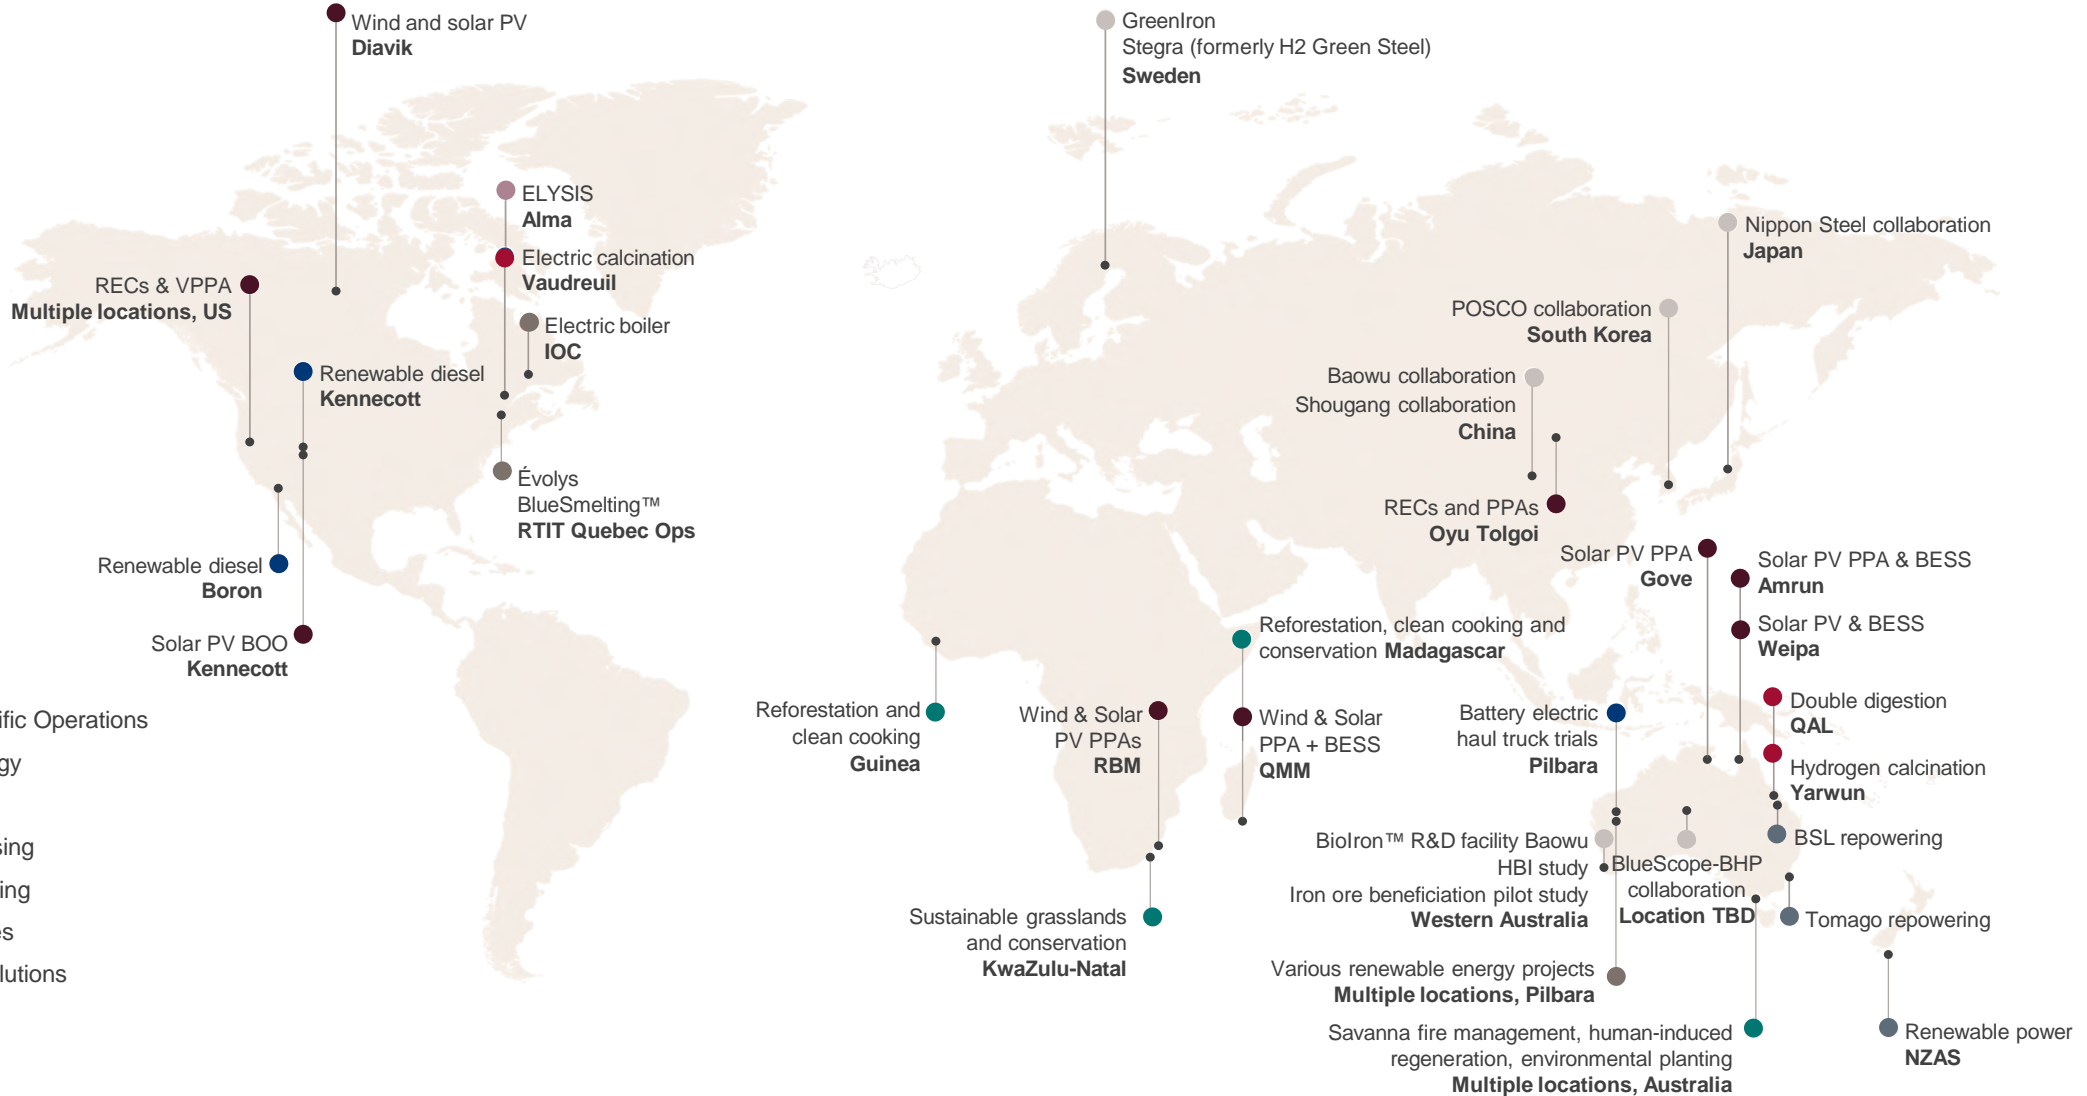 Wind and solar PV
Diavik
GreenIron
Stegra (formerly H2 Green Steel)
Sweden
ELYSIS
Alma
Electric calcination
Vaudreuil
RECs & VPPA
Multiple locations, US
Electric boiler
IOC
Renewable diesel
Kennecott
Évolys
BlueSmelting™
RTIT Quebec Ops
Renewable diesel
Boron
Solar PV BOO
Kennecott
Nippon Steel collaboration
Japan
POSCO collaboration
South Korea
Baowu collaboration
Shougang collaboration
China
RECs and PPAs
Oyu Tolgoi
Solar PV PPA
Gove
Solar PV PPA & BESS
Amrun
Solar PV & BESS
Weipa
Reforestation, clean cooking and
conservation Madagascar
Reforestation and
clean cooking
Guinea
Wind & Solar
PV PPAs
RBM
Wind & Solar
PPA + BESS
QMM
Battery electric
haul truck trials
Pilbara
Double digestion
QAL
Hydrogen calcination
Yarwun
BSL repowering
BioIron™ R&D facility Baowu
HBI study
Iron ore beneficiation pilot study
Western Australia
BlueScope-BHP
collaboration
Location TBD
Tomago repowering
Sustainable grasslands
and conservation
KwaZulu-Natal
Various renewable energy projects
Multiple locations, Pilbara
Savanna fire management, human-induced
regeneration, environmental planting
Multiple locations, Australia
Renewable power
NZAS
ific Operations
gy
sing
ing
es
lutions